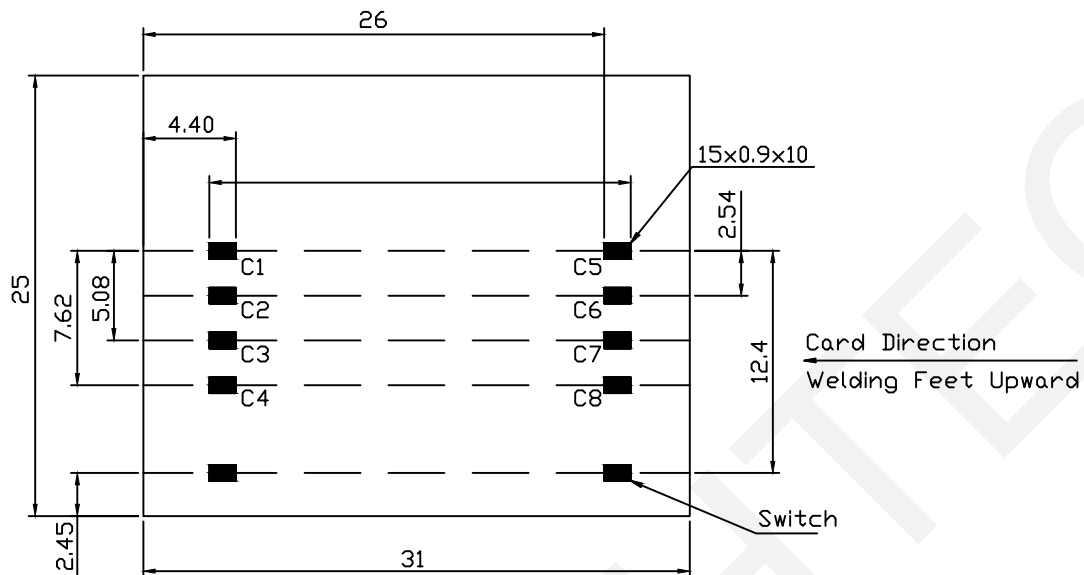 26
4.40
15x0.9x10
2.54
C1
C5
25
7.62
5.08
C2
C6
C3
C7
12.4
Card Direction
Welding Feet Upward
C4
C8
2.45
Switch
31